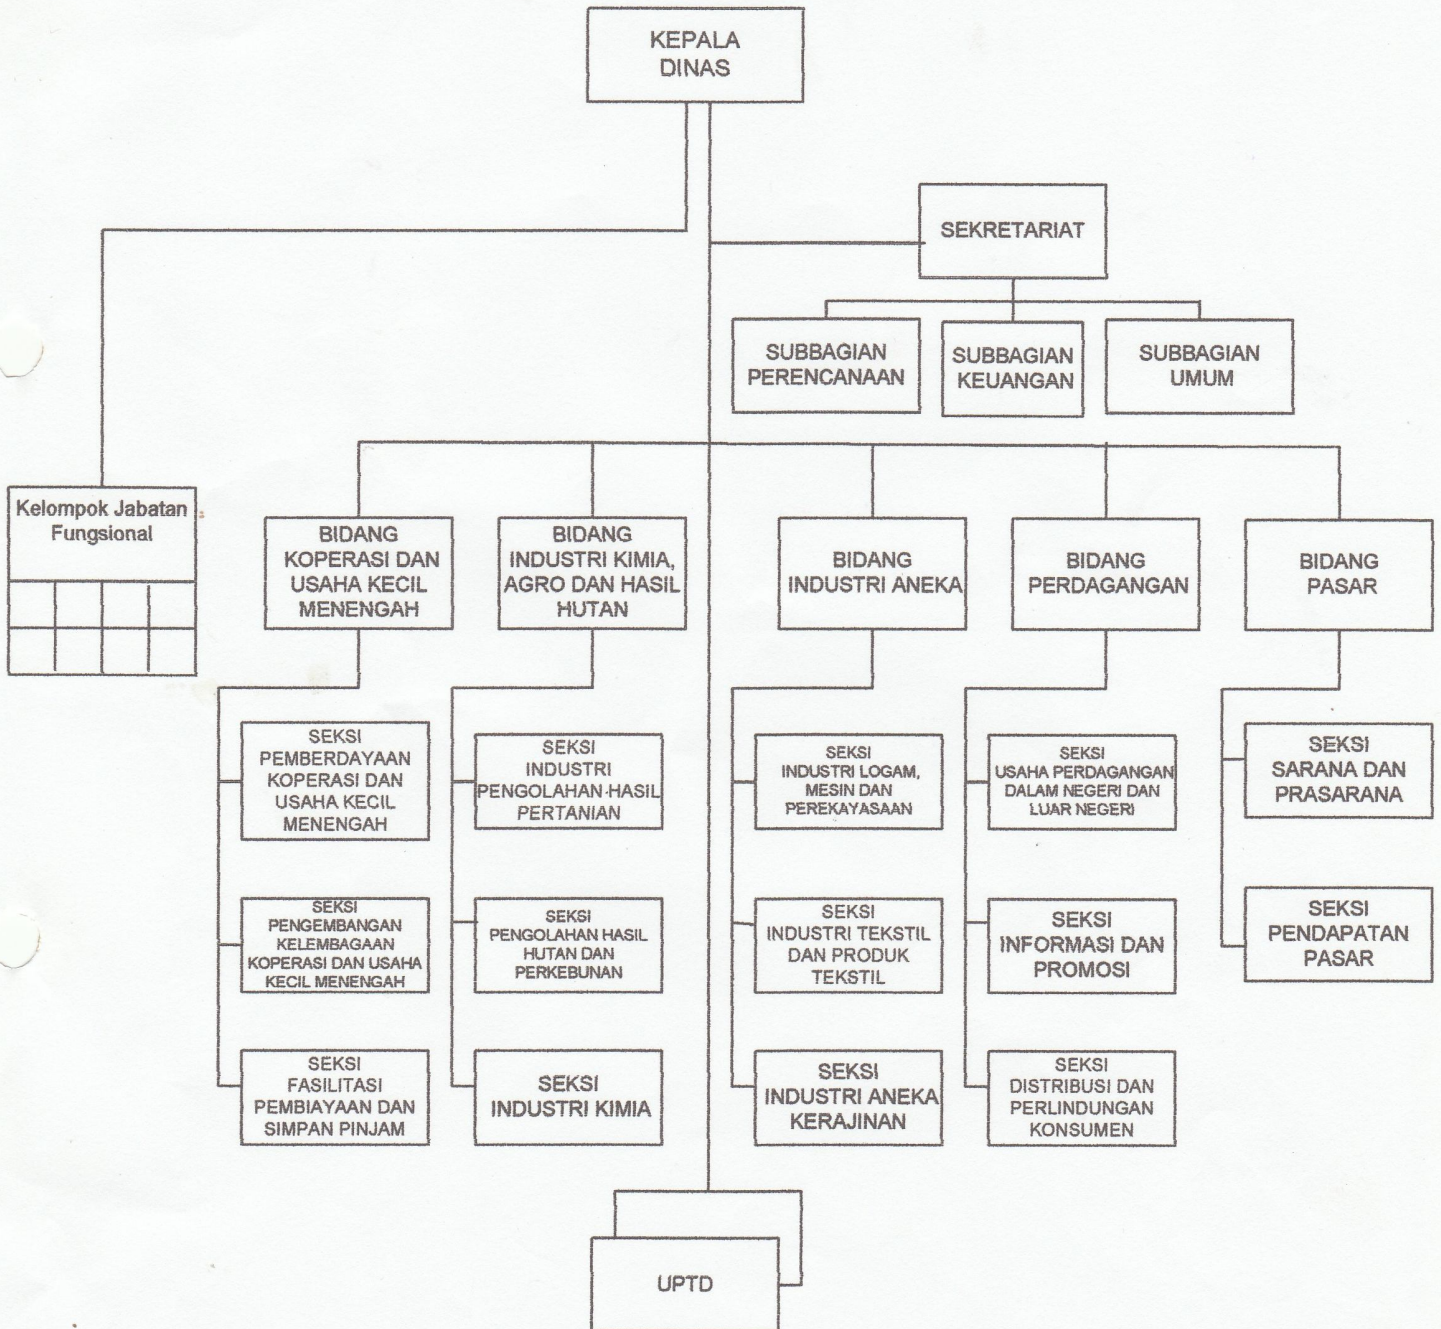 KEPALA
DINAS
SEKRETARIAT
SUBBAGIAN
PERENCANAAN
SUBBAGIAN
KEUANGAN
SUBBAGIAN
UMUM
Kelompok Jabatan
Fungsional
BIDANG
KOPERASI DAN
USAHA KECIL
MENENGAH
BIDANG
INDUSTRI KIMIA,
AGRO DAN HASIL
HUTAN
BIDANG
INDUSTRI ANEKA
BIDANG
PERDAGANGAN
BIDANG
PASAR
SEKSI
PEMBERDAYAAN
KOPERASI DAN
USAHA KECIL
MENENGAH
SEKSI
INDUSTRI
PENGOLAHAN HASIL
PERTANIAN
SEKSI
INDUSTRI LOGAM,
MESIN DAN
PEREKAYASAAN
SEKSI
USAHA PERDAGANGAN
DALAM NEGERI DAN
LUAR NEGERI
SEKSI
SARANA DAN
PRASARANA
SEKSI
PENGEMBANGAN
KELEMBAGAAN
KOPERASI DAN USAHA
KECIL MENENGAH
SEKSI
PENGOLAHAN HASIL
HUTAN DAN
PERKEBUNAN
SEKSI
INDUSTRI TEKSTIL
DAN PRODUK
TEKSTIL
SEKSI
INFORMASI DAN
PROMOSI
SEKSI
PENDAPATAN
PASAR
SEKSI
FASILITASI
PEMBIAYAAN DAN
SIMPAN PINJAM
SEKSI
INDUSTRI KIMIA
SEKSI
INDUSTRI ANEKA
KERAJINAN
SEKSI
DISTRIBUSI DAN
PERLINDUNGAN
KONSUMEN
UPTD